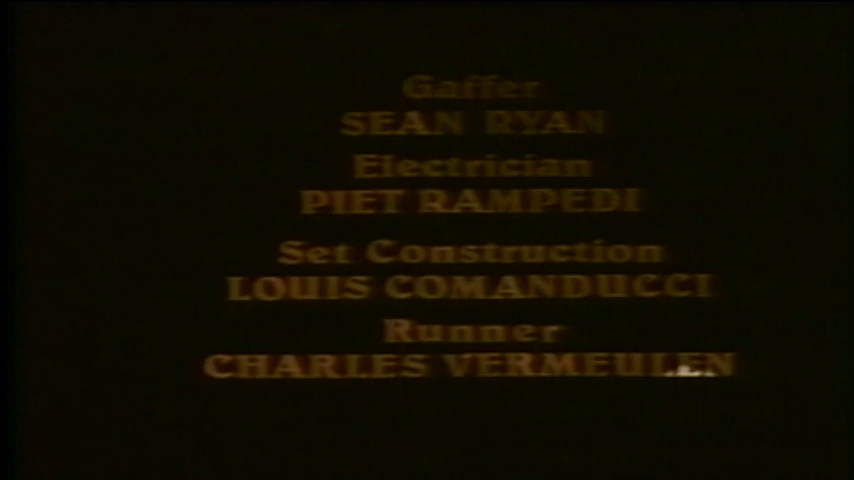 Gaffer
SEAN RYAN
Electrician
PIET RAMPEDI
Set Construction
LOUIS COMANDUCCI
Runner
CHARLES VERMEULEN